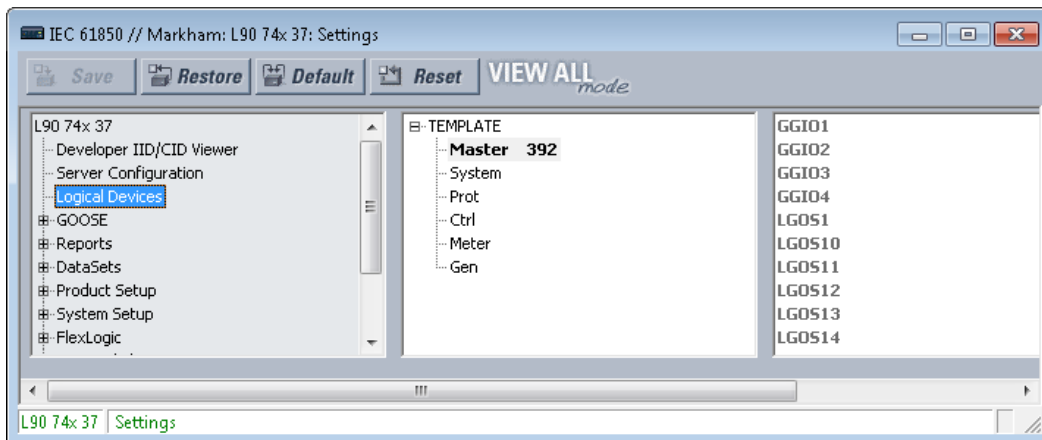 IEC 61850 // Markham: L90 74x 37: Settings
Save Restore Default Reset VIEW ALL mode
L90 74x 37
Developer IID/CID Viewer
Server Configuration
Logical Devices
GOOSE
Reports
DataSets
Product Setup
System Setup
FlexLogic
TEMPLATE
Master 392
System
Prot
Ctrl
Meter
Gen
GGIO1
GGIO2
GGIO3
GGIO4
LGOS1
LGOS10
LGOS11
LGOS12
LGOS13
LGOS14
L90 74x 37 Settings